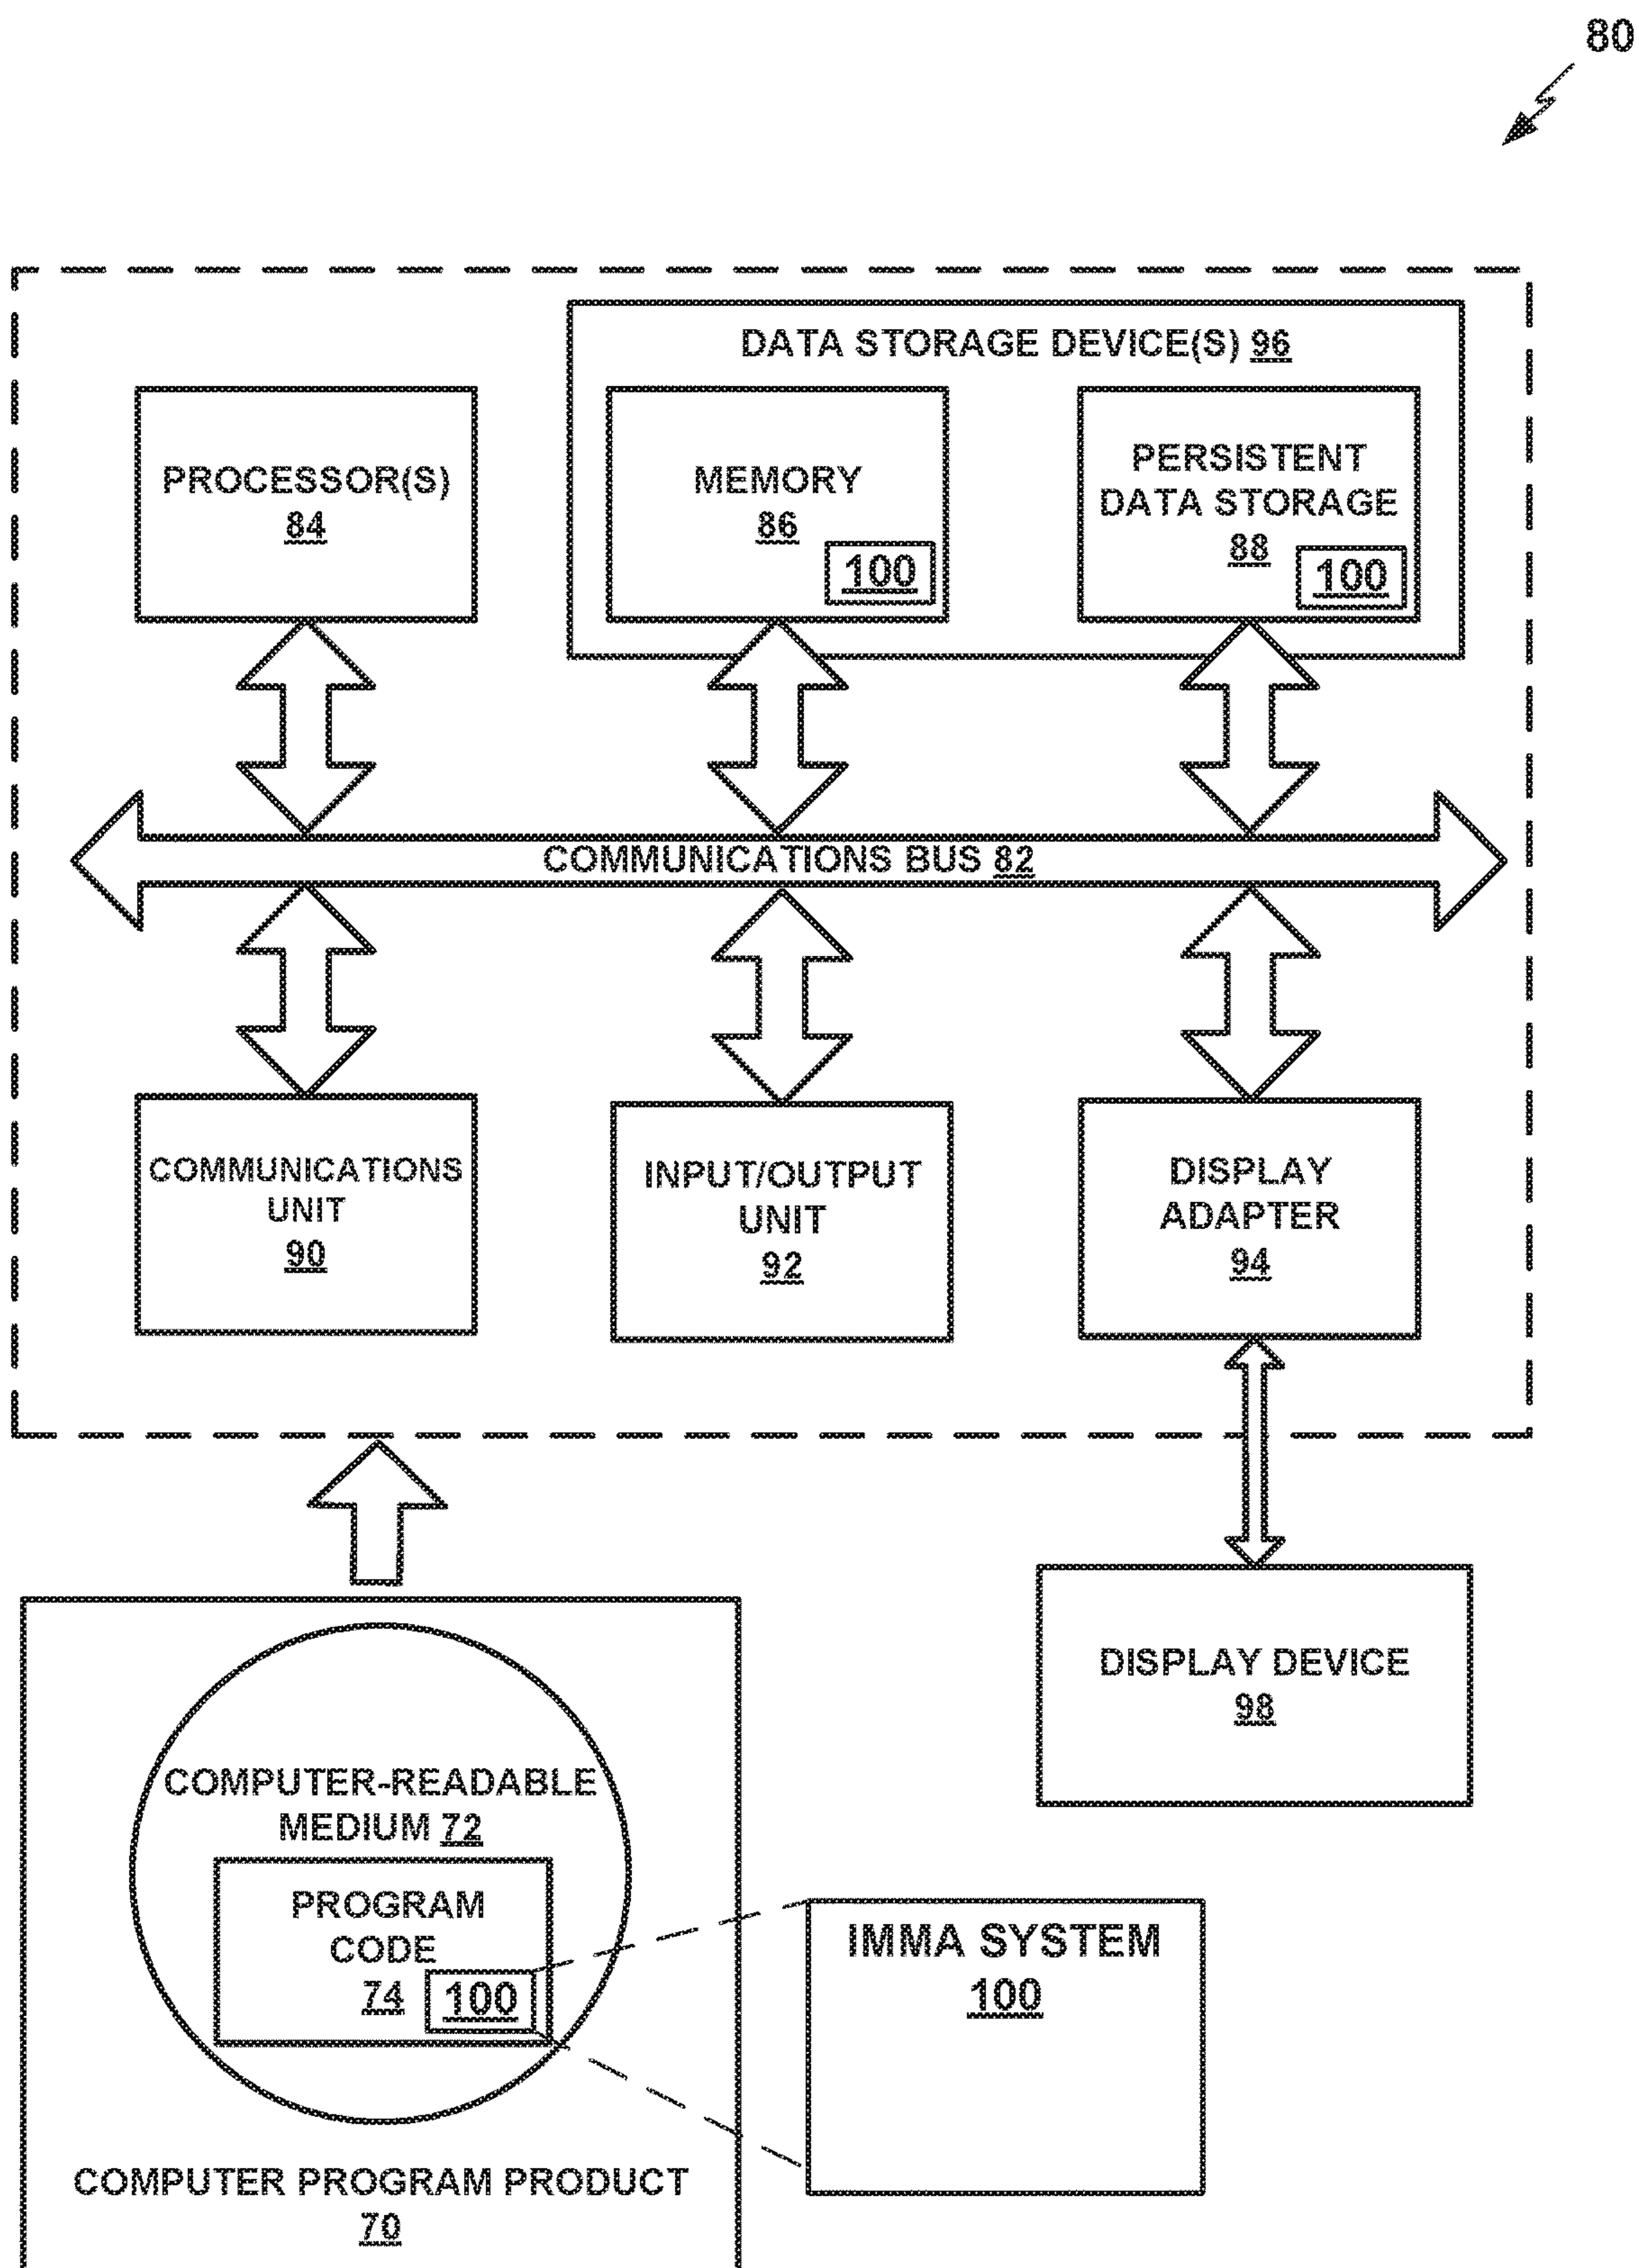 80
DATA STORAGE DEVICE(S) 96
PROCESSOR(S)
84
MEMORY
86
100
PERSISTENT
DATA STORAGE
88
100
COMMUNICATIONS BUS 82
COMMUNICATIONS
UNIT
90
INPUT/OUTPUT
UNIT
92
DISPLAY
ADAPTER
94
DISPLAY DEVICE
98
COMPUTER-READABLE
MEDIUM 72
PROGRAM
CODE
74
100
IMMA SYSTEM
100
COMPUTER PROGRAM PRODUCT
70